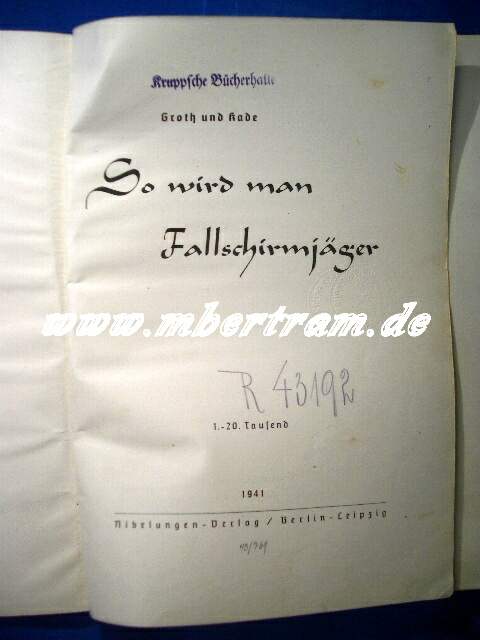 Kruppsche Bücherhalle
Groth und Kade
So wird man
Fallschirmjäger
www.mbertram.de
R 43192
1.-20. Tausend
1941
Nibelungen-Verlag / Berlin-Leipzig